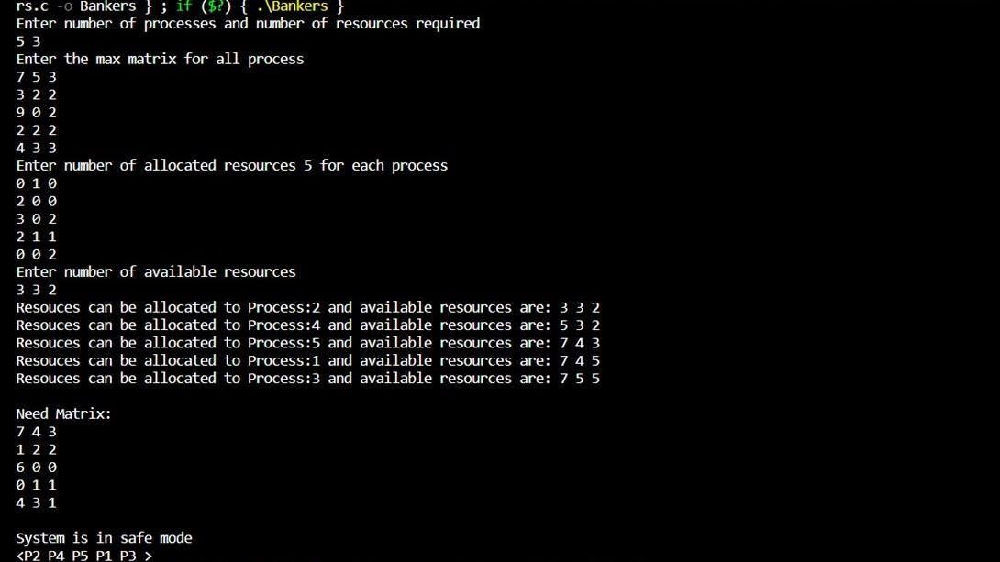 rs.c -o Bankers } ; if ($?) { .\Bankers }
Enter number of processes and number of resources required
5 3
Enter the max matrix for all process
7 5 3
3 2 2
9 0 2
2 2 2
4 3 3
Enter number of allocated resources 5 for each process
0 1 0
2 0 0
3 0 2
2 1 1
0 0 2
Enter number of available resources
3 3 2
Resouces can be allocated to Process:2 and available resources are: 3 3 2
Resouces can be allocated to Process:4 and available resources are: 5 3 2
Resouces can be allocated to Process:5 and available resources are: 7 4 3
Resouces can be allocated to Process:1 and available resources are: 7 4 5
Resouces can be allocated to Process:3 and available resources are: 7 5 5
Need Matrix:
7 4 3
1 2 2
6 0 0
0 1 1
4 3 1
System is in safe mode
<P2 P4 P5 P1 P3 >